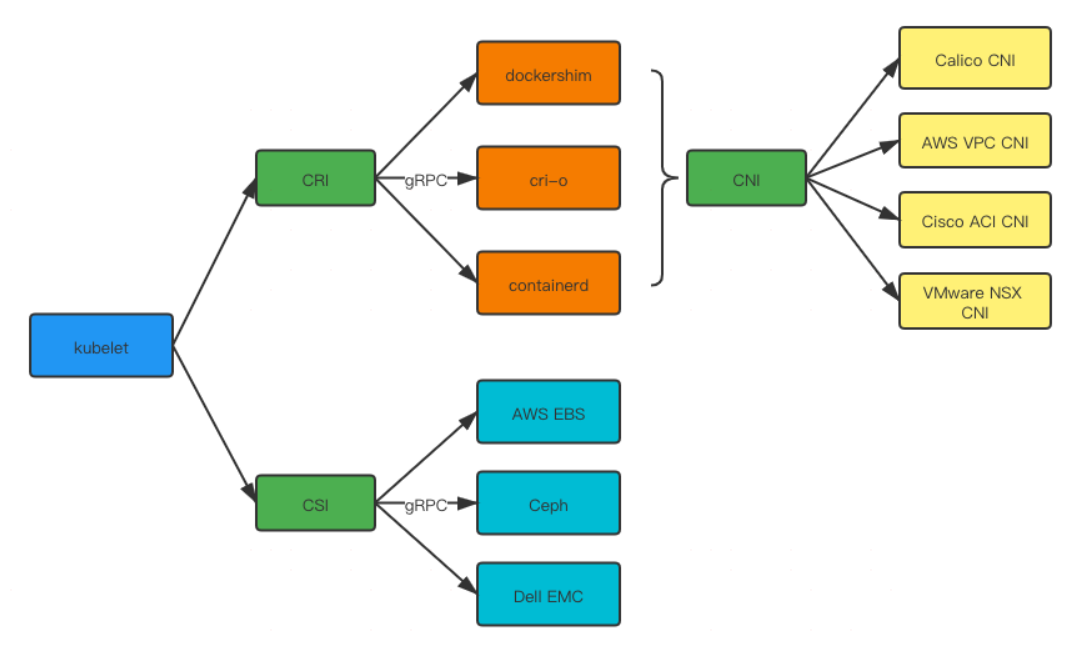 kubelet
CRI
gRPC
dockershim
cri-o
containerd
CNI
Calico CNI
AWS VPC CNI
Cisco ACI CNI
VMware NSX
CNI
CSI
gRPC
AWS EBS
Ceph
Dell EMC